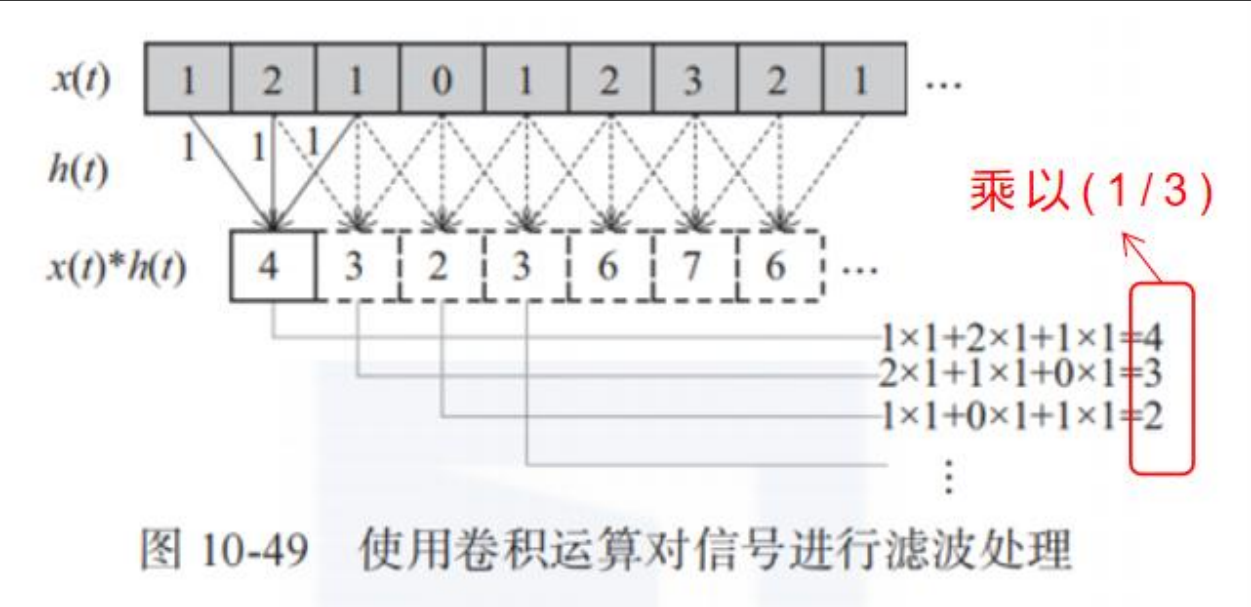 x(t) 1 2 1 0 1 2 3 2 1 …
1 1 1
h(t)
乘以(1/3)
x(t)*h(t) 4 3 2 3 6 7 6 …
1×1+2×1+1×1=4
2×1+1×1+0×1=3
1×1+0×1+1×1=2
⋮
图 10-49 使用卷积运算对信号进行滤波处理